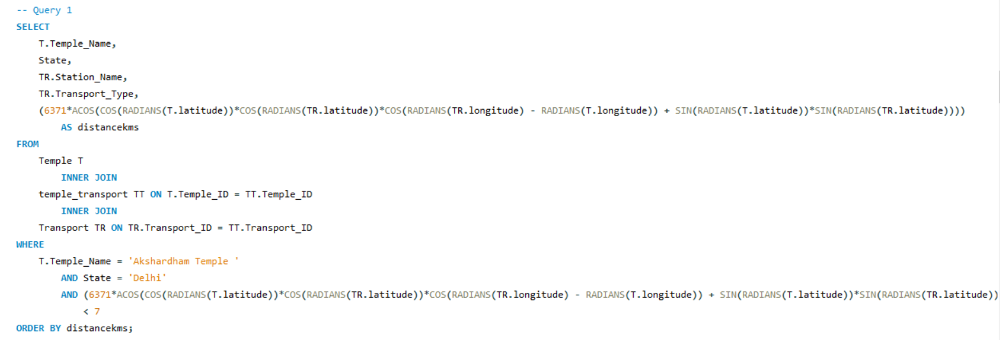 -- Query 1
SELECT
T.Temple_Name,
State,
TR.Station_Name,
TR.Transport_Type,
(6371*ACOS(COS(RADIANS(T.latitude))*COS(RADIANS(TR.latitude))*COS(RADIANS(TR.longitude) - RADIANS(T.longitude)) + SIN(RADIANS(T.latitude))*SIN(RADIANS(TR.latitude))))
AS distancekms
FROM
Temple T
INNER JOIN
temple_transport TT ON T.Temple_ID = TT.Temple_ID
INNER JOIN
Transport TR ON TR.Transport_ID = TT.Transport_ID
WHERE
T.Temple_Name = 'Akshardham Temple '
AND State = 'Delhi'
AND (6371*ACOS(COS(RADIANS(T.latitude))*COS(RADIANS(TR.latitude))*COS(RADIANS(TR.longitude) - RADIANS(T.longitude)) + SIN(RADIANS(T.latitude))*SIN(RADIANS(TR.latitude))
< 7
ORDER BY distancekms;